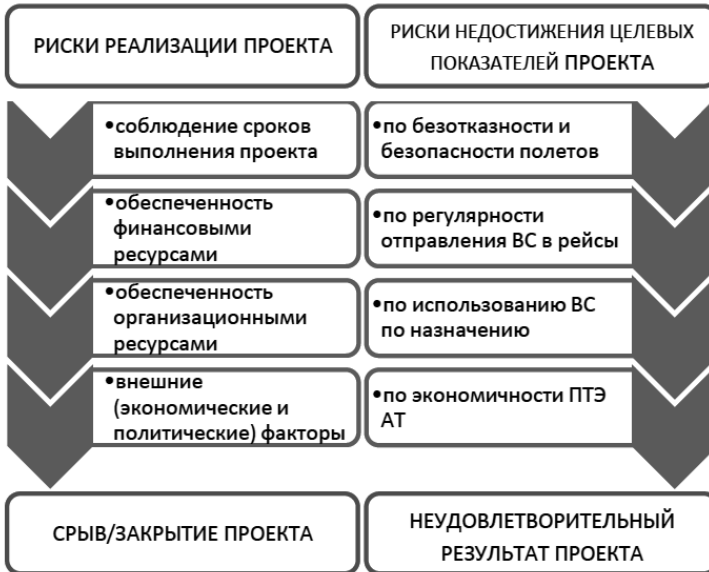 РИСКИ РЕАЛИЗАЦИИ ПРОЕКТА
•соблюдение сроков
выполнения проекта
•обеспеченность
финансовыми
ресурсами
•обеспеченность
организационными
ресурсами
•внешние
(экономические и
политические) факторы
СРЫВ/ЗАКРЫТИЕ ПРОЕКТА
РИСКИ НЕДОСТИЖЕНИЯ ЦЕЛЕВЫХ
ПОКАЗАТЕЛЕЙ ПРОЕКТА
•по безотказности и
безопасности полетов
•по регулярности
отправления ВС в рейсы
•по использованию ВС
по назначению
•по экономичности ПТЭ
АТ
НЕУДОВЛЕТВОРИТЕЛЬНЫЙ
РЕЗУЛЬТАТ ПРОЕКТА